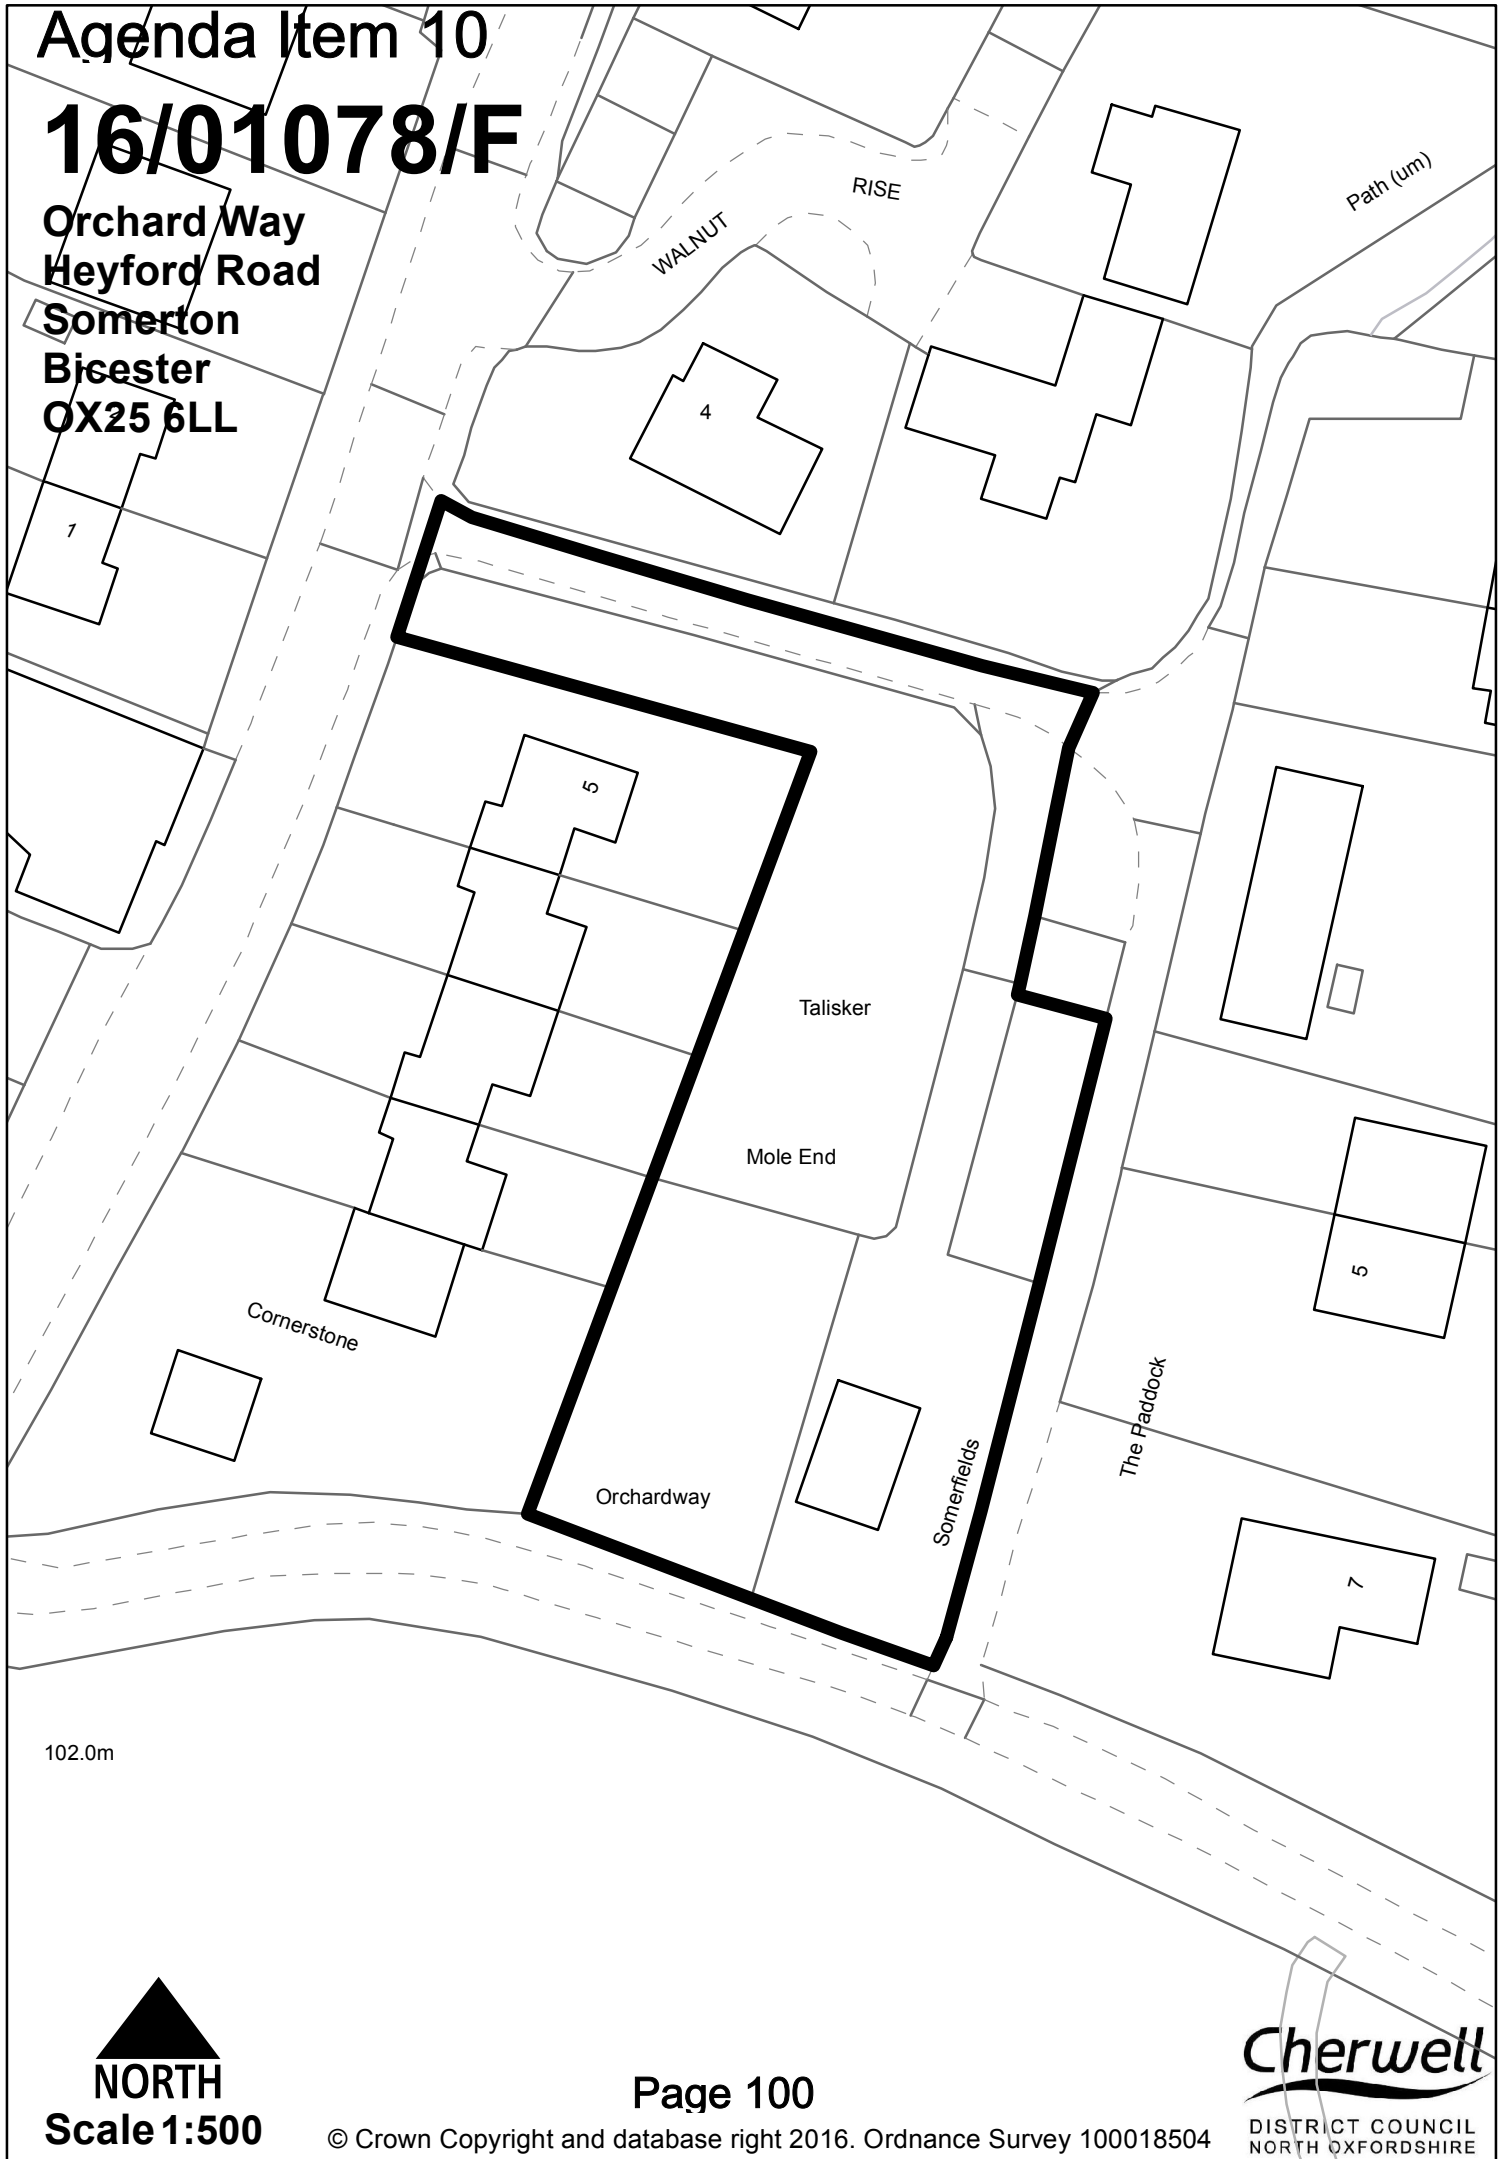 Agenda Item 10
16/01078/F
Orchard Way
Heyford Road
Somerton
Bicester
OX25 6LL
RISE
WALNUT
Path (um)
4
1
5
Talisker
Mole End
Cornerstone
5
The Paddock
Somerfields
Orchardway
7
102.0m
NORTH
Scale 1:500
Page 100
© Crown Copyright and database right 2016. Ordnance Survey 100018504
Cherwell
DISTRICT COUNCIL
NORTH OXFORDSHIRE